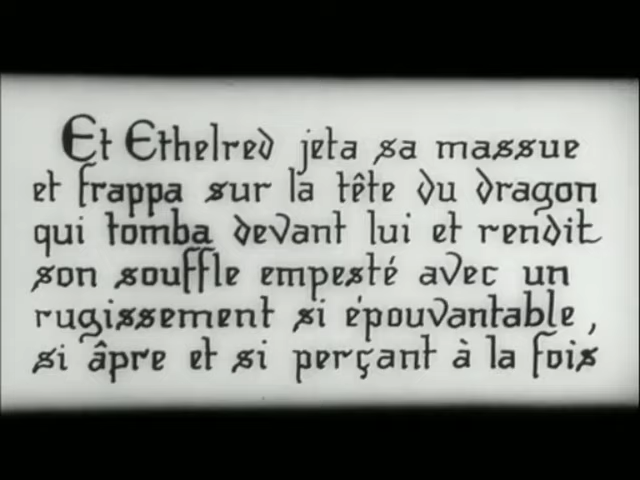 Et Ethelred jeta sa massue
et frappa sur la tête du dragon
qui tomba devant lui et rendit
son souffle empesté avec un
rugissement si épouvantable,
si âpre et si perçant à la fois